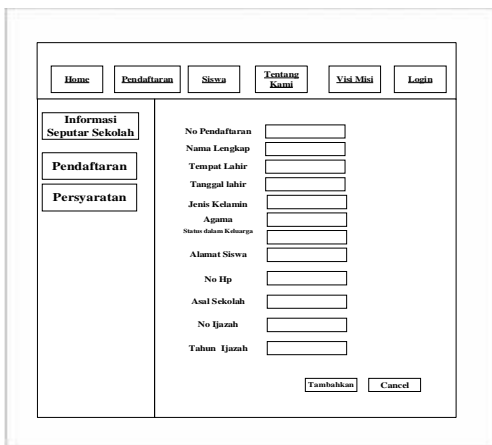 Home
Pendaftaran
Siswa
Tentang
Kami
Visi Misi
Login
Informasi
Seputar Sekolah
Pendaftaran
Persyaratan
No Pendaftaran
Nama Lengkap
Tempat Lahir
Tanggal lahir
Jenis Kelamin
Agama
Status dalam Keluarga
Alamat Siswa
No Hp
Asal Sekolah
No Ijazah
Tahun Ijazah
Tambahkan
Cancel